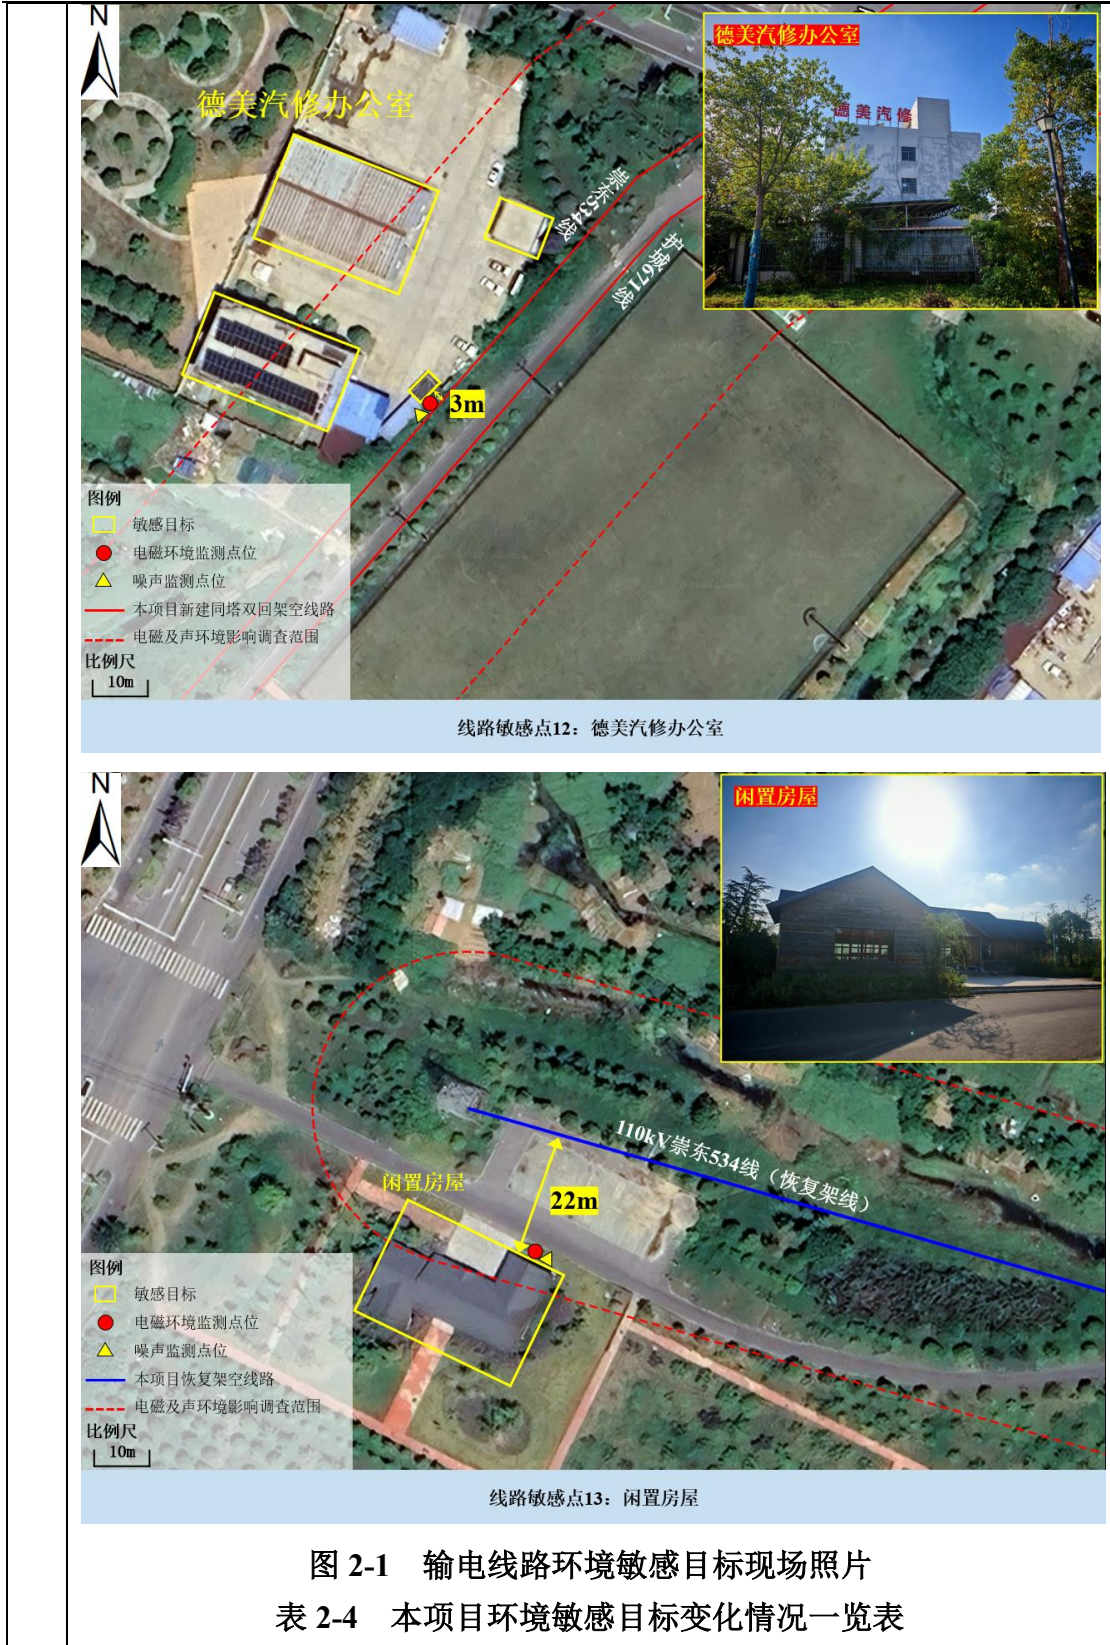 N
德美汽修办公室
德美汽修办公室
德美汽修
崇东534线
护城671线
3m
图例
敏感目标
电磁环境监测点位
噪声监测点位
本项目新建同塔双回架空线路
电磁及声环境影响调查范围
比例尺
10m
线路敏感点12：德美汽修办公室
N
闲置房屋
110kV崇东534线（恢复架线）
闲置房屋
22m
图例
敏感目标
电磁环境监测点位
噪声监测点位
本项目恢复架空线路
电磁及声环境影响调查范围
比例尺
10m
线路敏感点13：闲置房屋
图 2-1 输电线路环境敏感目标现场照片
表 2-4 本项目环境敏感目标变化情况一览表